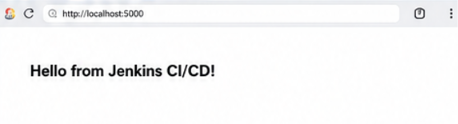 http://localhost:5000
Hello from Jenkins CI/CD!